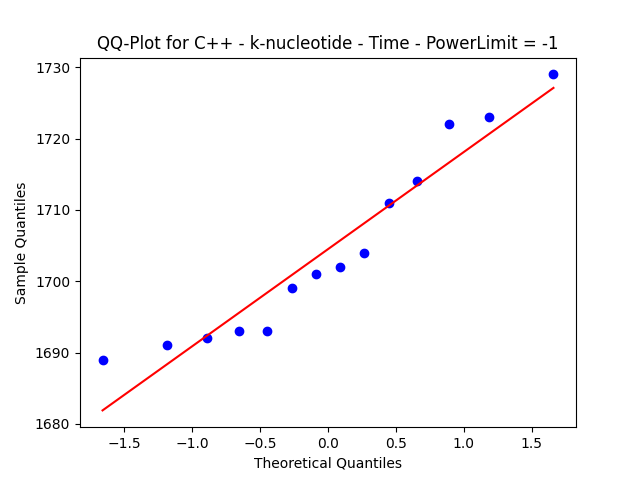 QQ-Plot for C++ - k-nucleotide - Time - PowerLimit = -1
1730
1720
1710
1700
1690
1680
Sample Quantiles
−1.5 −1.0 −0.5 0.0 0.5 1.0 1.5
Theoretical Quantiles